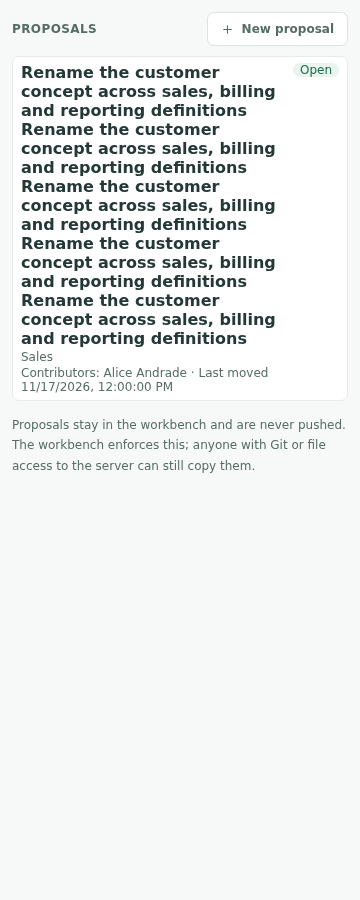 PROPOSALS
+ New proposal
Rename the customer
concept across sales, billing
and reporting definitions
Rename the customer
concept across sales, billing
and reporting definitions
Rename the customer
concept across sales, billing
and reporting definitions
Rename the customer
concept across sales, billing
and reporting definitions
Rename the customer
concept across sales, billing
and reporting definitions
Open
Sales
Contributors: Alice Andrade · Last moved
11/17/2026, 12:00:00 PM
Proposals stay in the workbench and are never pushed.
The workbench enforces this; anyone with Git or file
access to the server can still copy them.